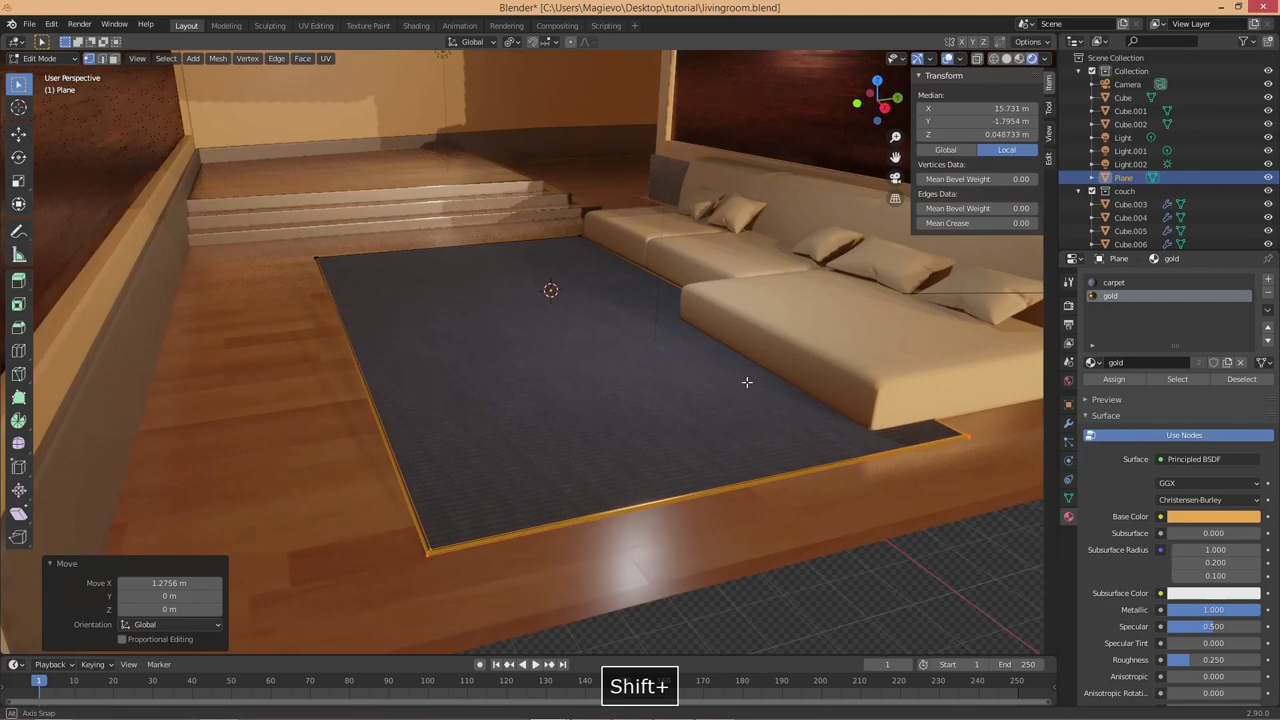 Blender* [C:\Users\Magievo\Desktop\tutorial\livingroom.blend]
File Edit Render Window Help Layout Modeling Sculpting UV Editing Texture Paint Shading Animation Rendering Compositing Scripting + Scene View Layer
Global X Y Z Options
Edit Mode View Select Add Mesh Vertex Edge Face UV
User Perspective
(1) Plane
Transform
Median:
X 15.731 m
Y -1.7954 m
Z 0.048733 m
Global Local
Vertices Data:
Mean Bevel Weight 0.00
Edges Data:
Mean Bevel Weight 0.00
Mean Crease 0.00
Item
Tool
View
Edit
Z
Y
X
Scene Collection
Collection
Camera
Cube
Cube.001
Cube.002
Light
Light.001
Light.002
Plane
couch
Cube.003
Cube.004
Cube.005
Cube.006
Plane gold
carpet
gold
gold 2
Assign Select Deselect
Preview
Surface
Use Nodes
Surface Principled BSDF
GGX
Christensen-Burley
Base Color
Subsurface 0.000
Subsurface Radius 1.000
0.200
0.100
Subsurface Color
Metallic 1.000
Specular 0.500
Specular Tint 0.000
Roughness 0.250
Anisotropic 0.000
Anisotropic Rotati.. 0.000
Move
Move X 1.2756 m
Y 0 m
Z 0 m
Orientation Global
Proportional Editing
Playback Keying View Marker 1 Start 1 End 250
1 10 20 30 40 50 60 70 80 90 100 110 120 130 140 190 200 210 220 230 240 250
Shift+
Axis Snap 2.90.0